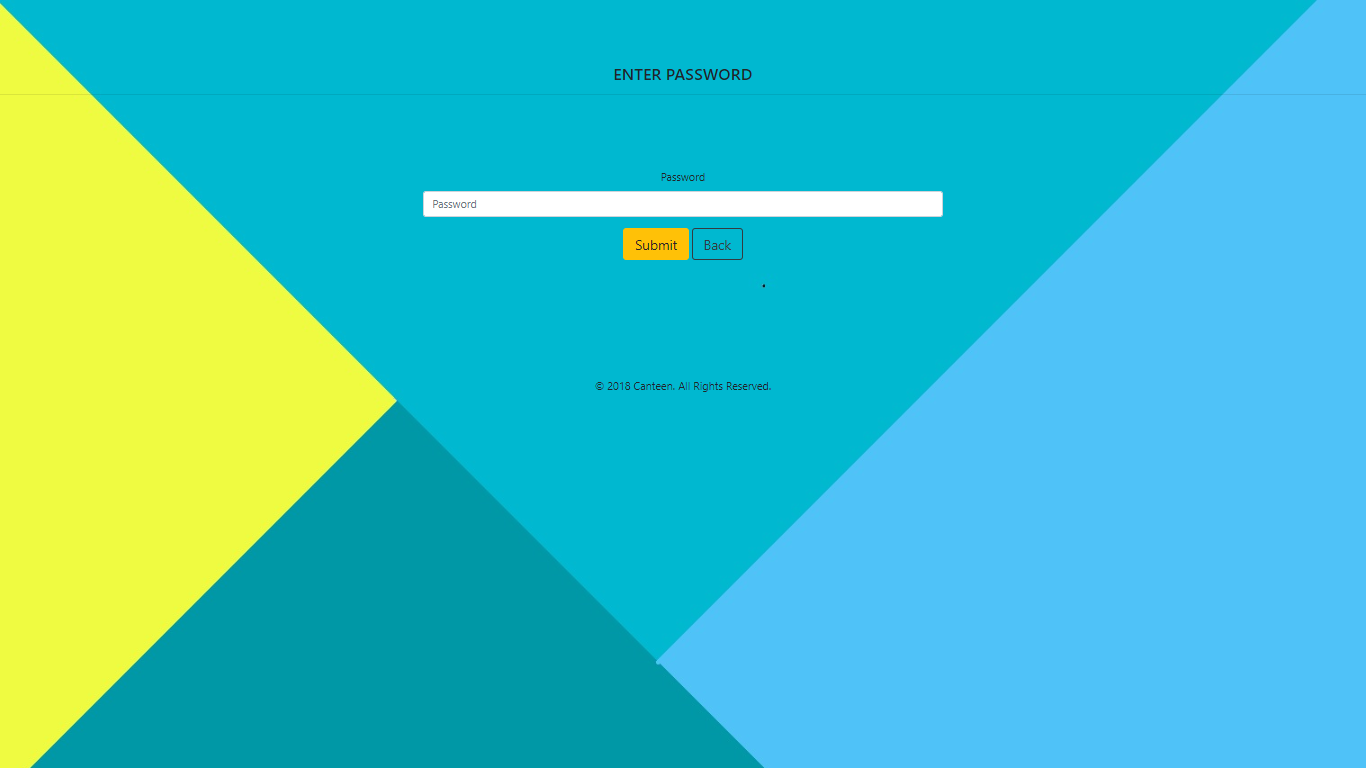 ENTER PASSWORD
Password
Password
Submit Back
© 2018 Canteen. All Rights Reserved.